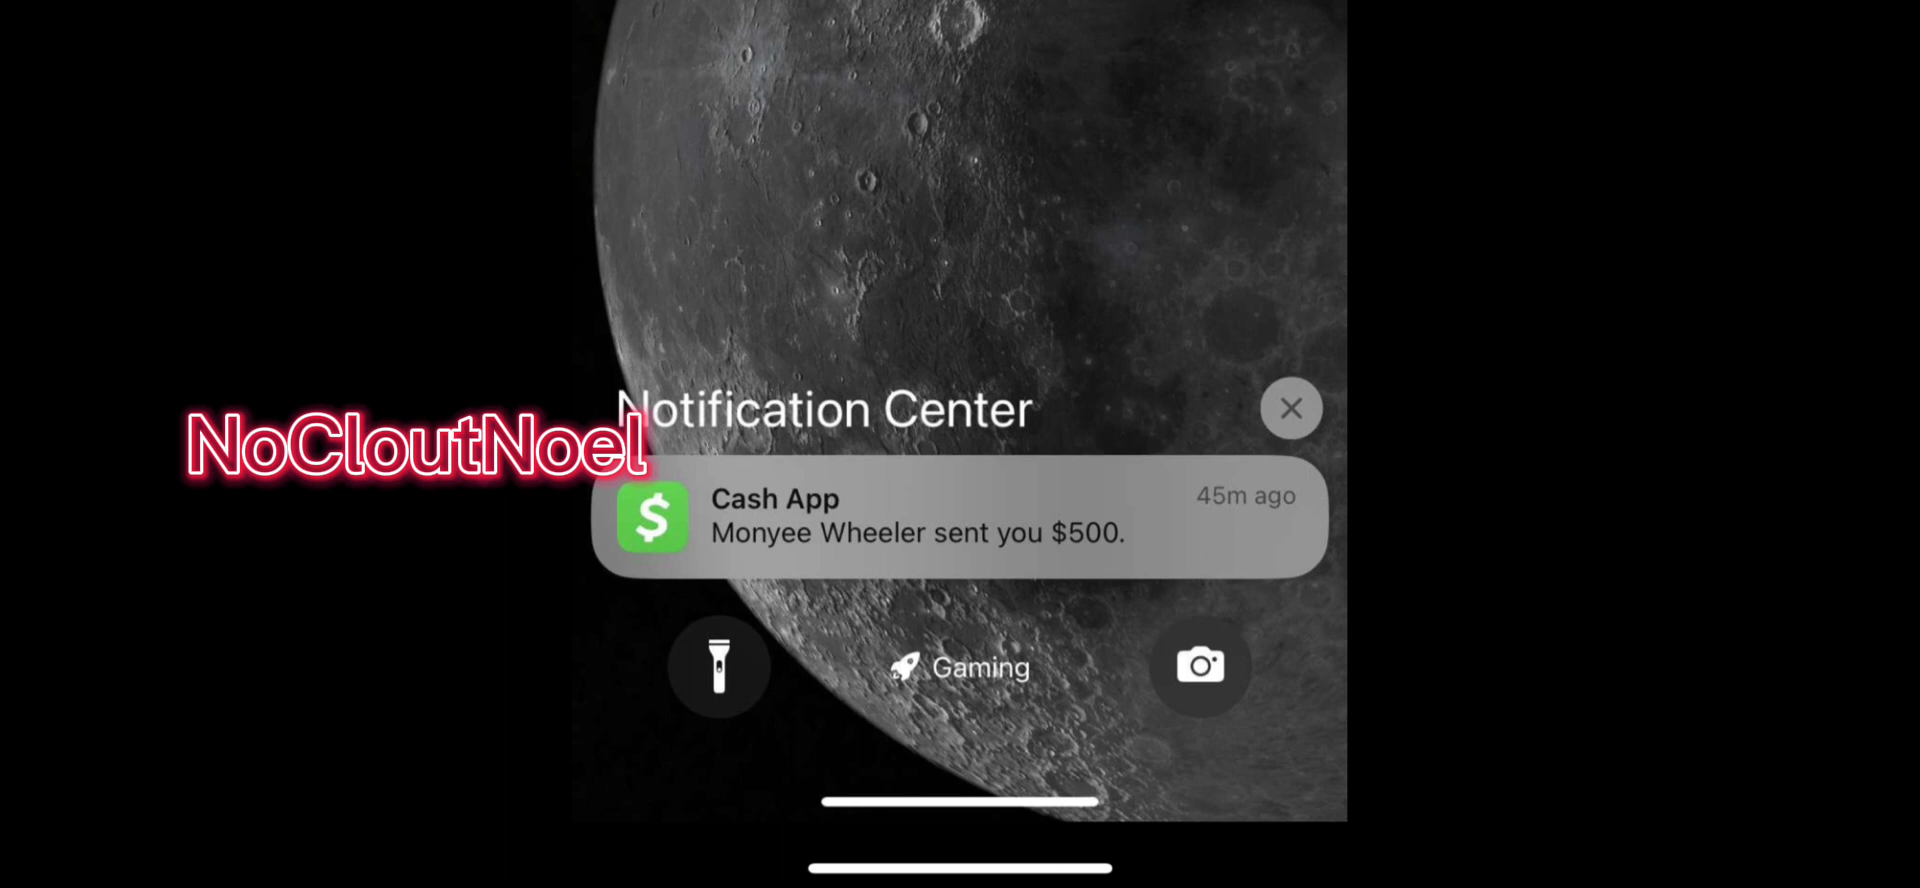 Notification Center
NoCloutNoel
Cash App
45m ago
Monyee Wheeler sent you $500.
Gaming